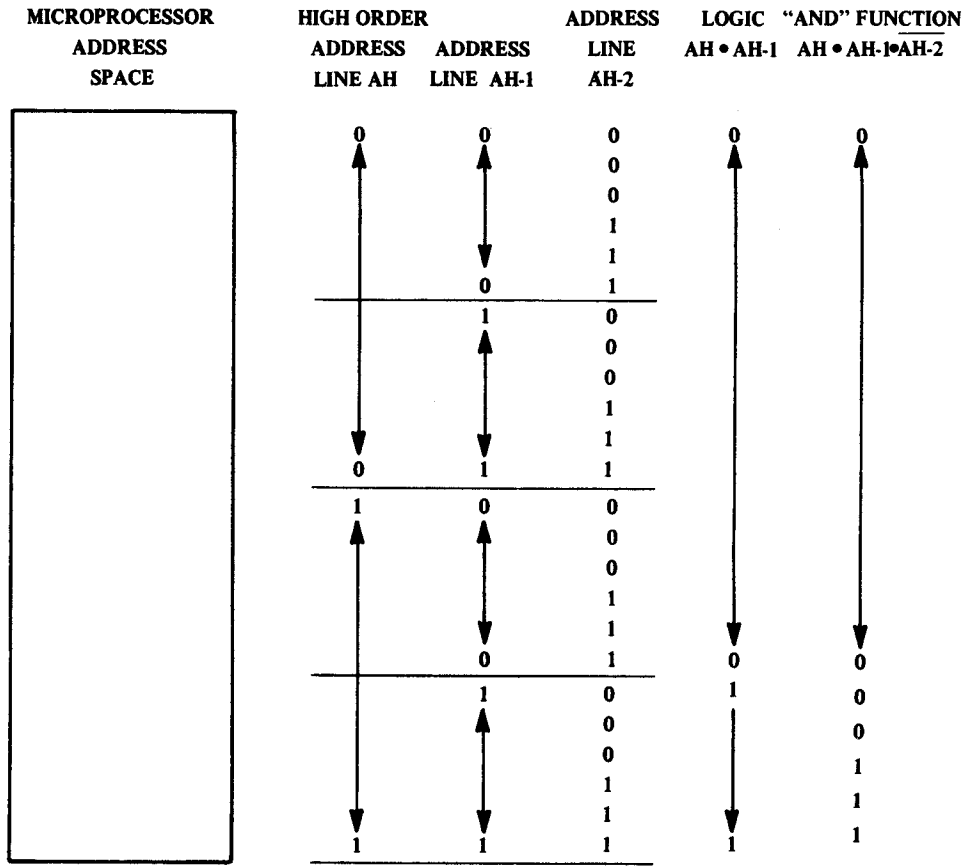 MICROPROCESSOR HIGH ORDER ADDRESS LOGIC “AND” FUNCTION
ADDRESS ADDRESS ADDRESS LINE AH • AH-1 AH • AH-1•AH-2
SPACE LINE AH LINE AH-1 AH-2
0 0 0 0 0
0
0
1
1
0 1
1 0
0
0
1
1
0 1 1
1 0 0
0
0
1
1
0 1 0 0
1 0 1 0
0 0
0 1
1 1
1
1 1 1 1 1